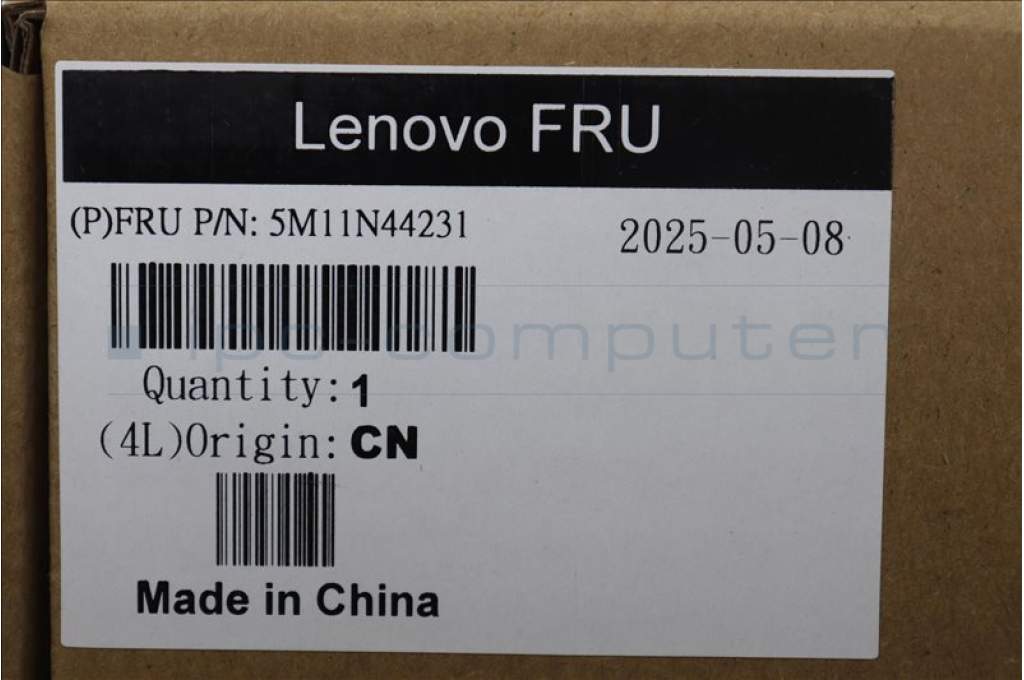 Lenovo FRU
(P)FRU P/N: 5M11N44231
2025-05-08
ipc-computer
Quantity: 1
(4L)Origin: CN
Made in China